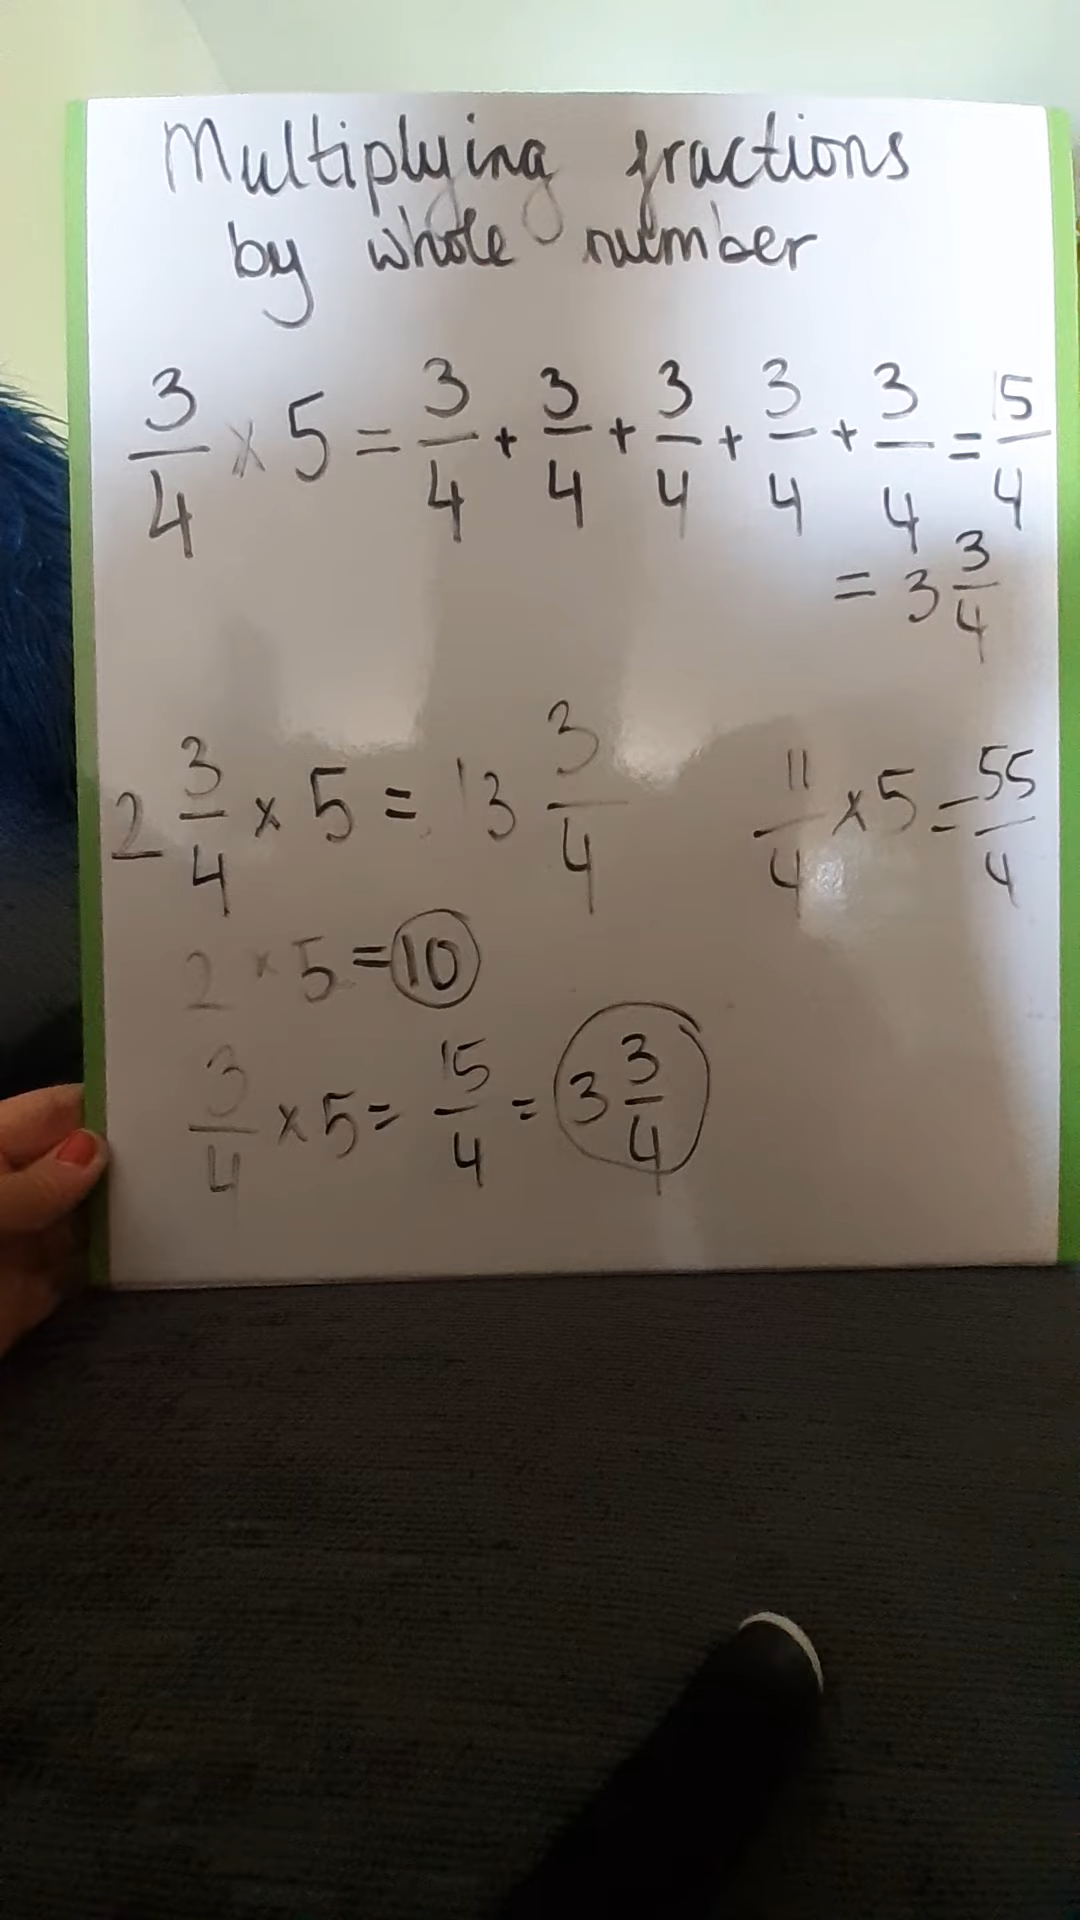 Multiplying fractions
by whole number
3/4 × 5 = 3/4 + 3/4 + 3/4 + 3/4 + 3/4 = 15/4
= 3 3/4
2 3/4 × 5 = 13 3/4
11/4 × 5 = 55/4
2 × 5 = 10
3/4 × 5 = 15/4 = 3 3/4